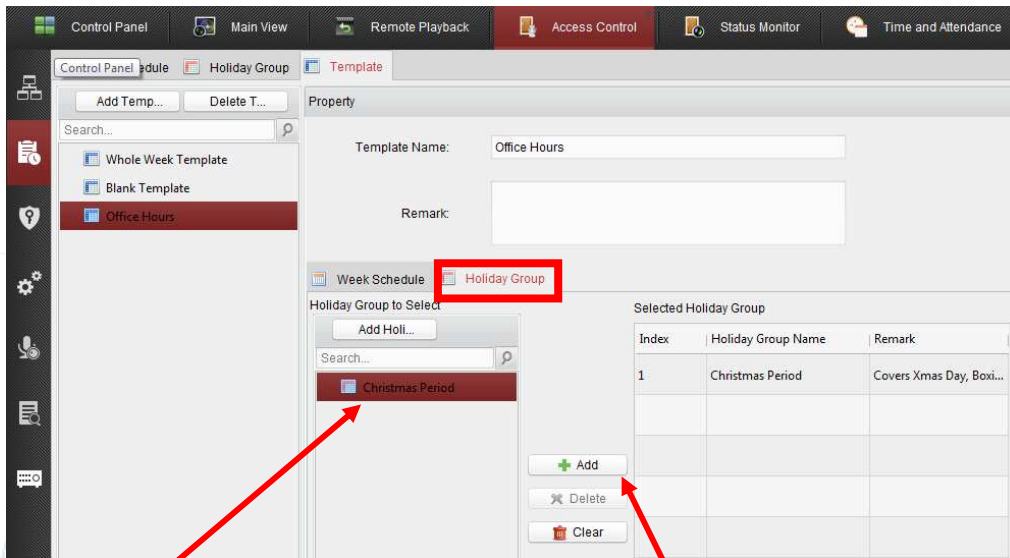 Control Panel Main View Remote Playback Access Control Status Monitor Time and Attendance
Control Panel edule Holiday Group Template
Add Temp... Delete T... Property
Search...
Template Name: Office Hours
Whole Week Template
Blank Template
Remark:
Office Hours
Week Schedule Holiday Group
Holiday Group to Select Selected Holiday Group
Add Holi... Index Holiday Group Name Remark
Search...
Christmas Period 1 Christmas Period Covers Xmas Day, Boxi...
Add
Delete
Clear